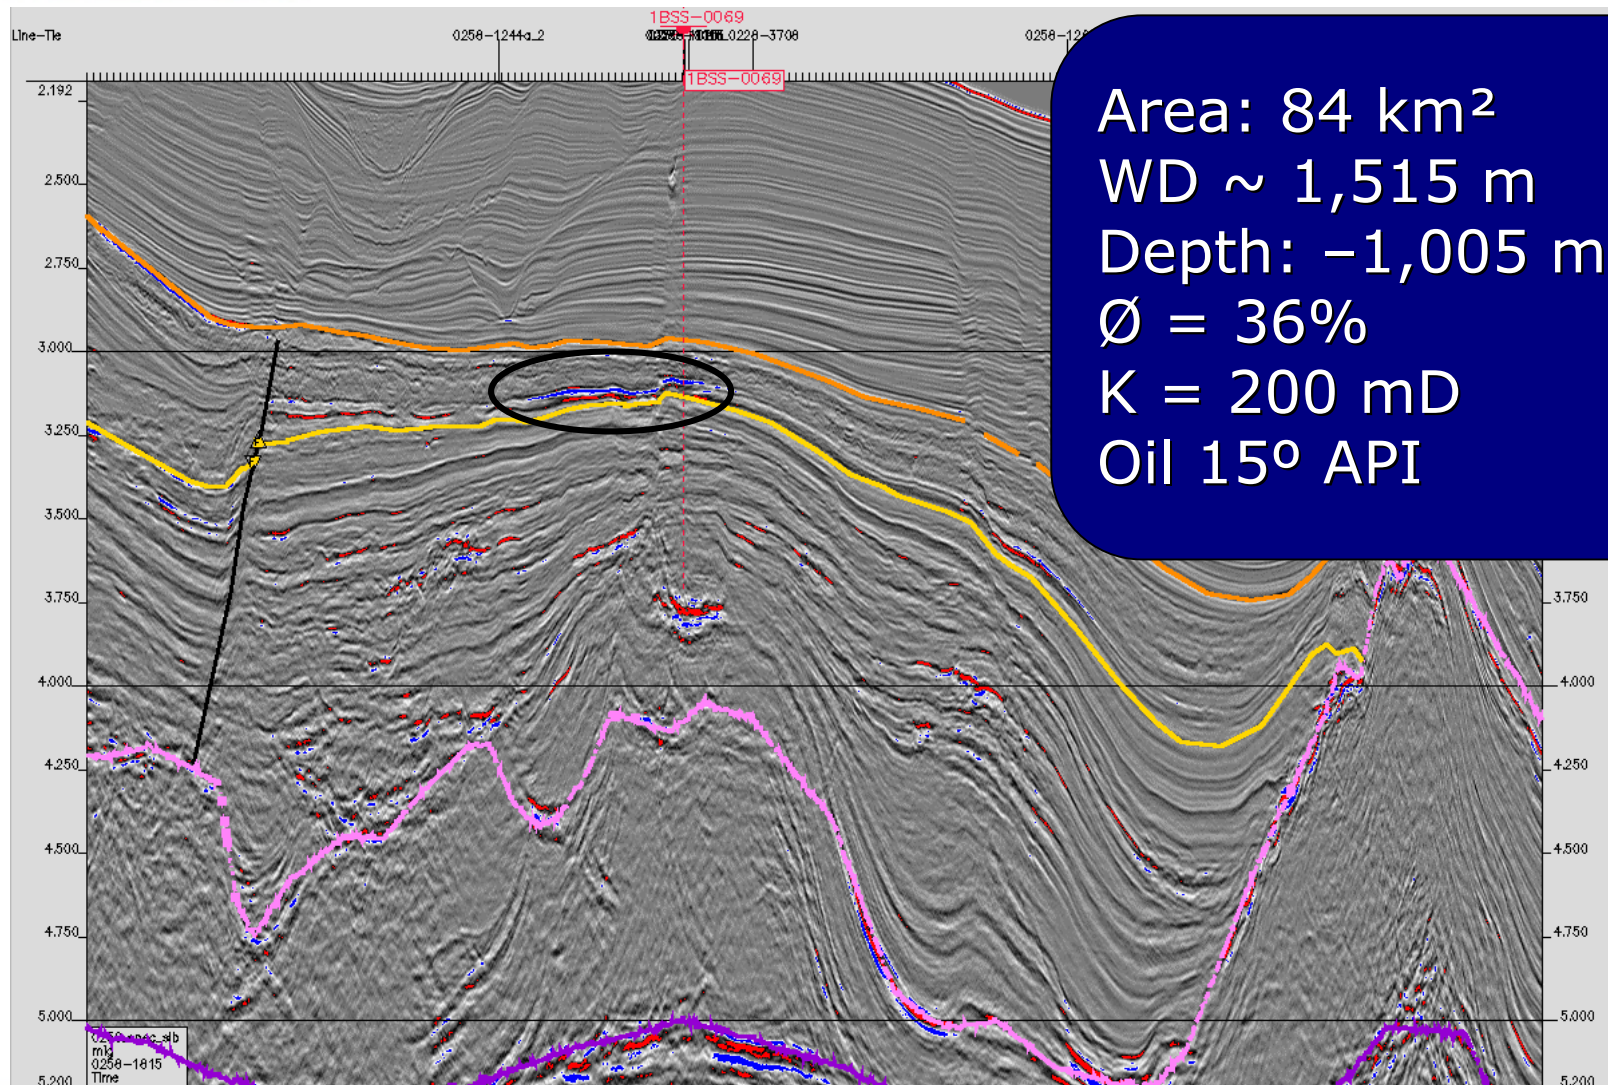 1BSS-0069
Line-Tie
0258-1244a_2
0228-3708
1BSS-0069
Area: 84 km²
WD ~ 1,515 m
Depth: –1,005 m
Ø = 36%
K = 200 mD
Oil 15º API
2.192
2.500
2.750
3.000
3.250
3.500
3.750
3.750
4.000
4.000
4.250
4.250
4.500
4.500
4.750
4.750
5.000
5.000
mig
0258-1815
Time
5.200
5.200